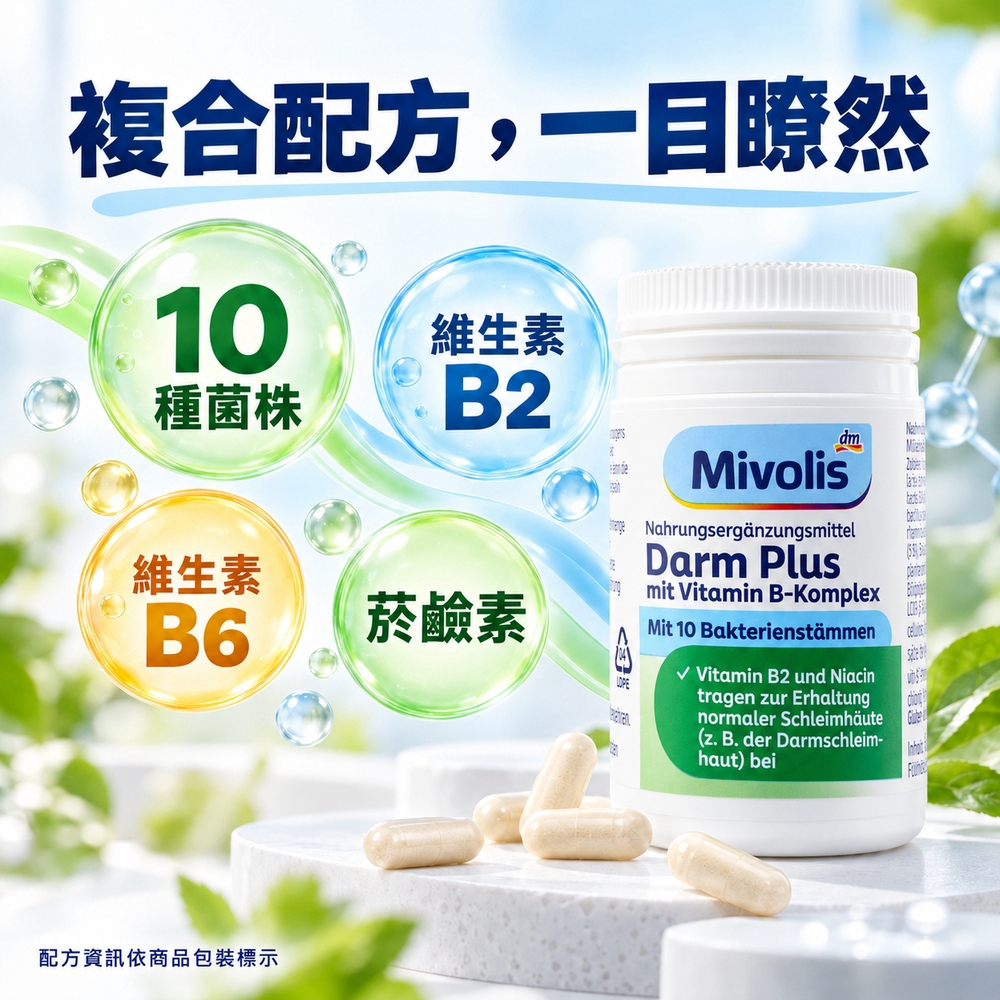 複合配方，一目瞭然
10
種菌株
維生素
B2
維生素
B6
菸鹼素
dm
Mivolis
Nahrungsergänzungsmittel
Darm Plus
mit Vitamin B-Komplex
Mit 10 Bakterienstämmen
✓ Vitamin B2 und Niacin
tragen zur Erhaltung
normaler Schleimhäute
(z. B. der Darmschleim-
haut) bei
04
LDPE
配方資訊依商品包裝標示